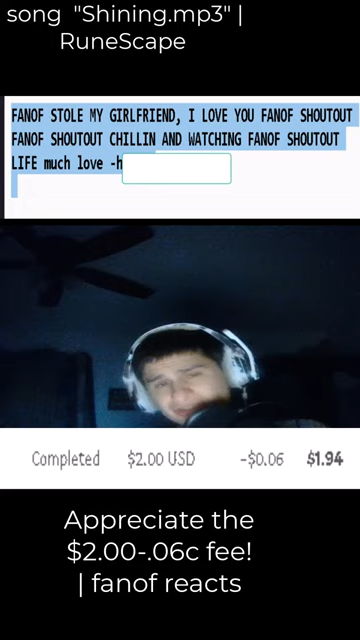 song "Shining.mp3" |
RuneScape
FANOF STOLE MY GIRLFRIEND, I LOVE YOU FANOF SHOUTOUT
FANOF SHOUTOUT CHILLIN AND WATCHING FANOF SHOUTOUT
LIFE much love -h
Completed $2.00 USD -$0.06 $1.94
Appreciate the
$2.00-.06c fee!
| fanof reacts